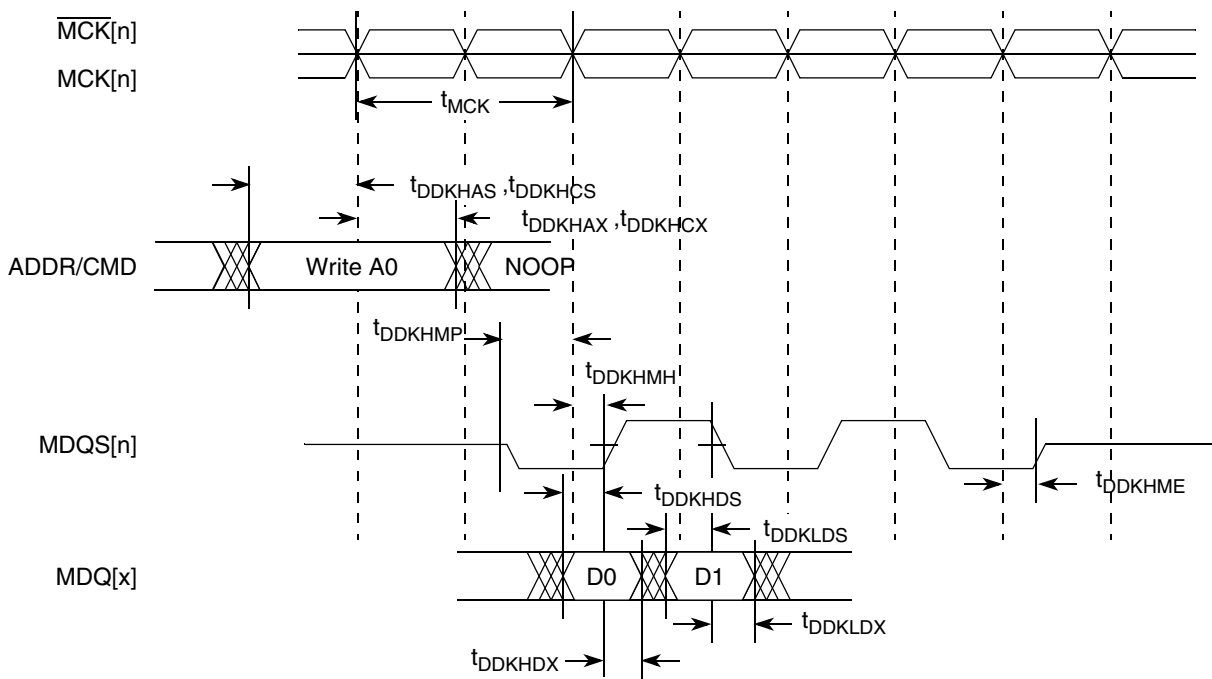 MCK[n]
MCK[n]
tMCK
tDDKHAS ,tDDKHCS
tDDKHAX ,tDDKHCX
ADDR/CMD
Write A0
NOOP
tDDKHMP
tDDKHMH
MDQS[n]
tDDKHME
tDDKHDS
tDDKLDS
MDQ[x]
D0
D1
tDDKLDX
tDDKHDX